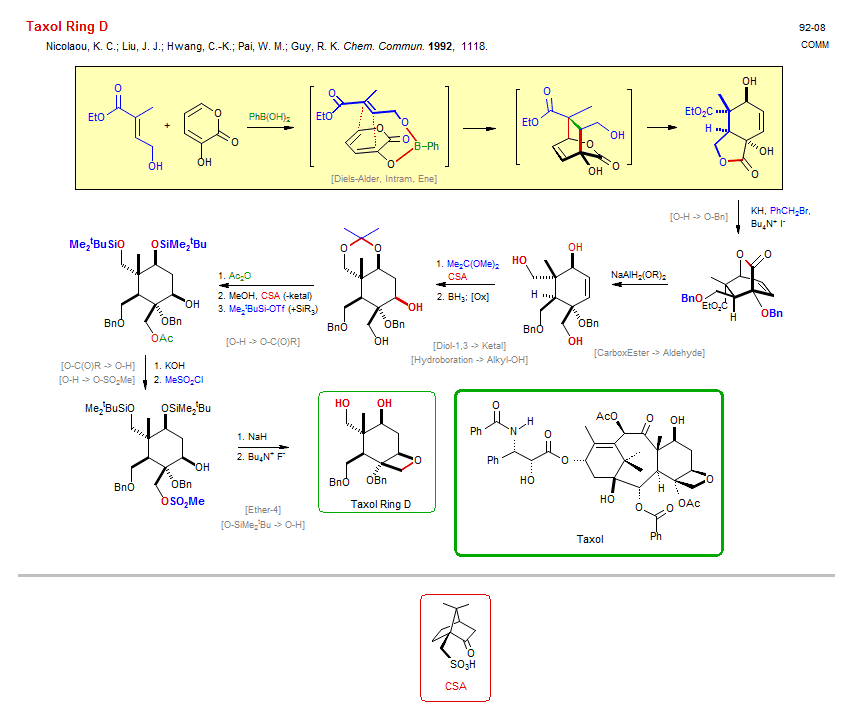 Taxol Ring D
92-08
Nicolaou, K. C.; Liu, J. J.; Hwang, C.-K.; Pai, W. M.; Guy, R. K. Chem. Commun. 1992, 1118.
COMM
O
EtO
OH
+
O
O
OH
PhB(OH)2
O
EtO
O
O
O
O
B–Ph
[Diels-Alder, Intram, Ene]
O
EtO
OH
O
O
OH
OH
EtO2C
H
OH
O
O
[O-H -> O-Bn]
KH, PhCH2Br,
Bu4N+ I-
O
O
BnO
EtO2C
H
OBn
NaAlH2(OR)2
[CarboxEster -> Aldehyde]
HO
OH
H
BnO
OBn
OH
1. Me2C(OMe)2
CSA
2. BH3; [Ox]
[Diol-1,3 -> Ketal]
[Hydroboration -> Alkyl-OH]
O
O
OH
BnO
OBn
OH
1. Ac2O
2. MeOH, CSA (-ketal)
3. Me2tBuSi-OTf (+SiR3)
[O-H -> O-C(O)R]
Me2tBuSiO
OSiMe2tBu
OH
BnO
OBn
OAc
[O-C(O)R -> O-H]
[O-H -> O-SO2Me]
1. KOH
2. MeSO2Cl
Me2tBuSiO
OSiMe2tBu
OH
BnO
OBn
OSO2Me
1. NaH
2. Bu4N+ F-
[Ether-4]
[O-SiMe2tBu -> O-H]
HO
OH
O
BnO
OBn
Taxol Ring D
O
Ph
N
H
Ph
O
HO
O
AcO
O
OH
HO
H
O
O
OAc
O
Ph
Taxol
O
SO3H
CSA